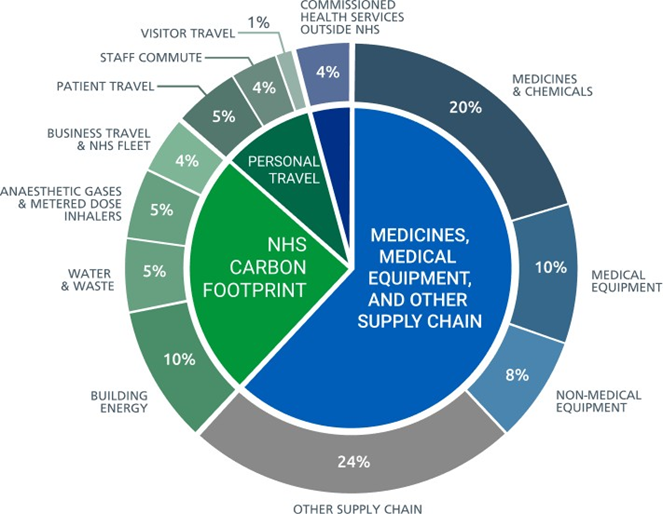 COMMISSIONED
HEALTH SERVICES
OUTSIDE NHS
4%
MEDICINES
& CHEMICALS
20%
MEDICAL
EQUIPMENT
10%
NON-MEDICAL
EQUIPMENT
8%
OTHER SUPPLY CHAIN
24%
BUILDING
ENERGY
10%
WATER
& WASTE
5%
ANAESTHETIC GASES
& METERED DOSE
INHALERS
5%
BUSINESS TRAVEL
& NHS FLEET
4%
PATIENT TRAVEL
5%
STAFF COMMUTE
4%
VISITOR TRAVEL
1%
PERSONAL
TRAVEL
NHS
CARBON
FOOTPRINT
MEDICINES,
MEDICAL
EQUIPMENT,
AND OTHER
SUPPLY CHAIN